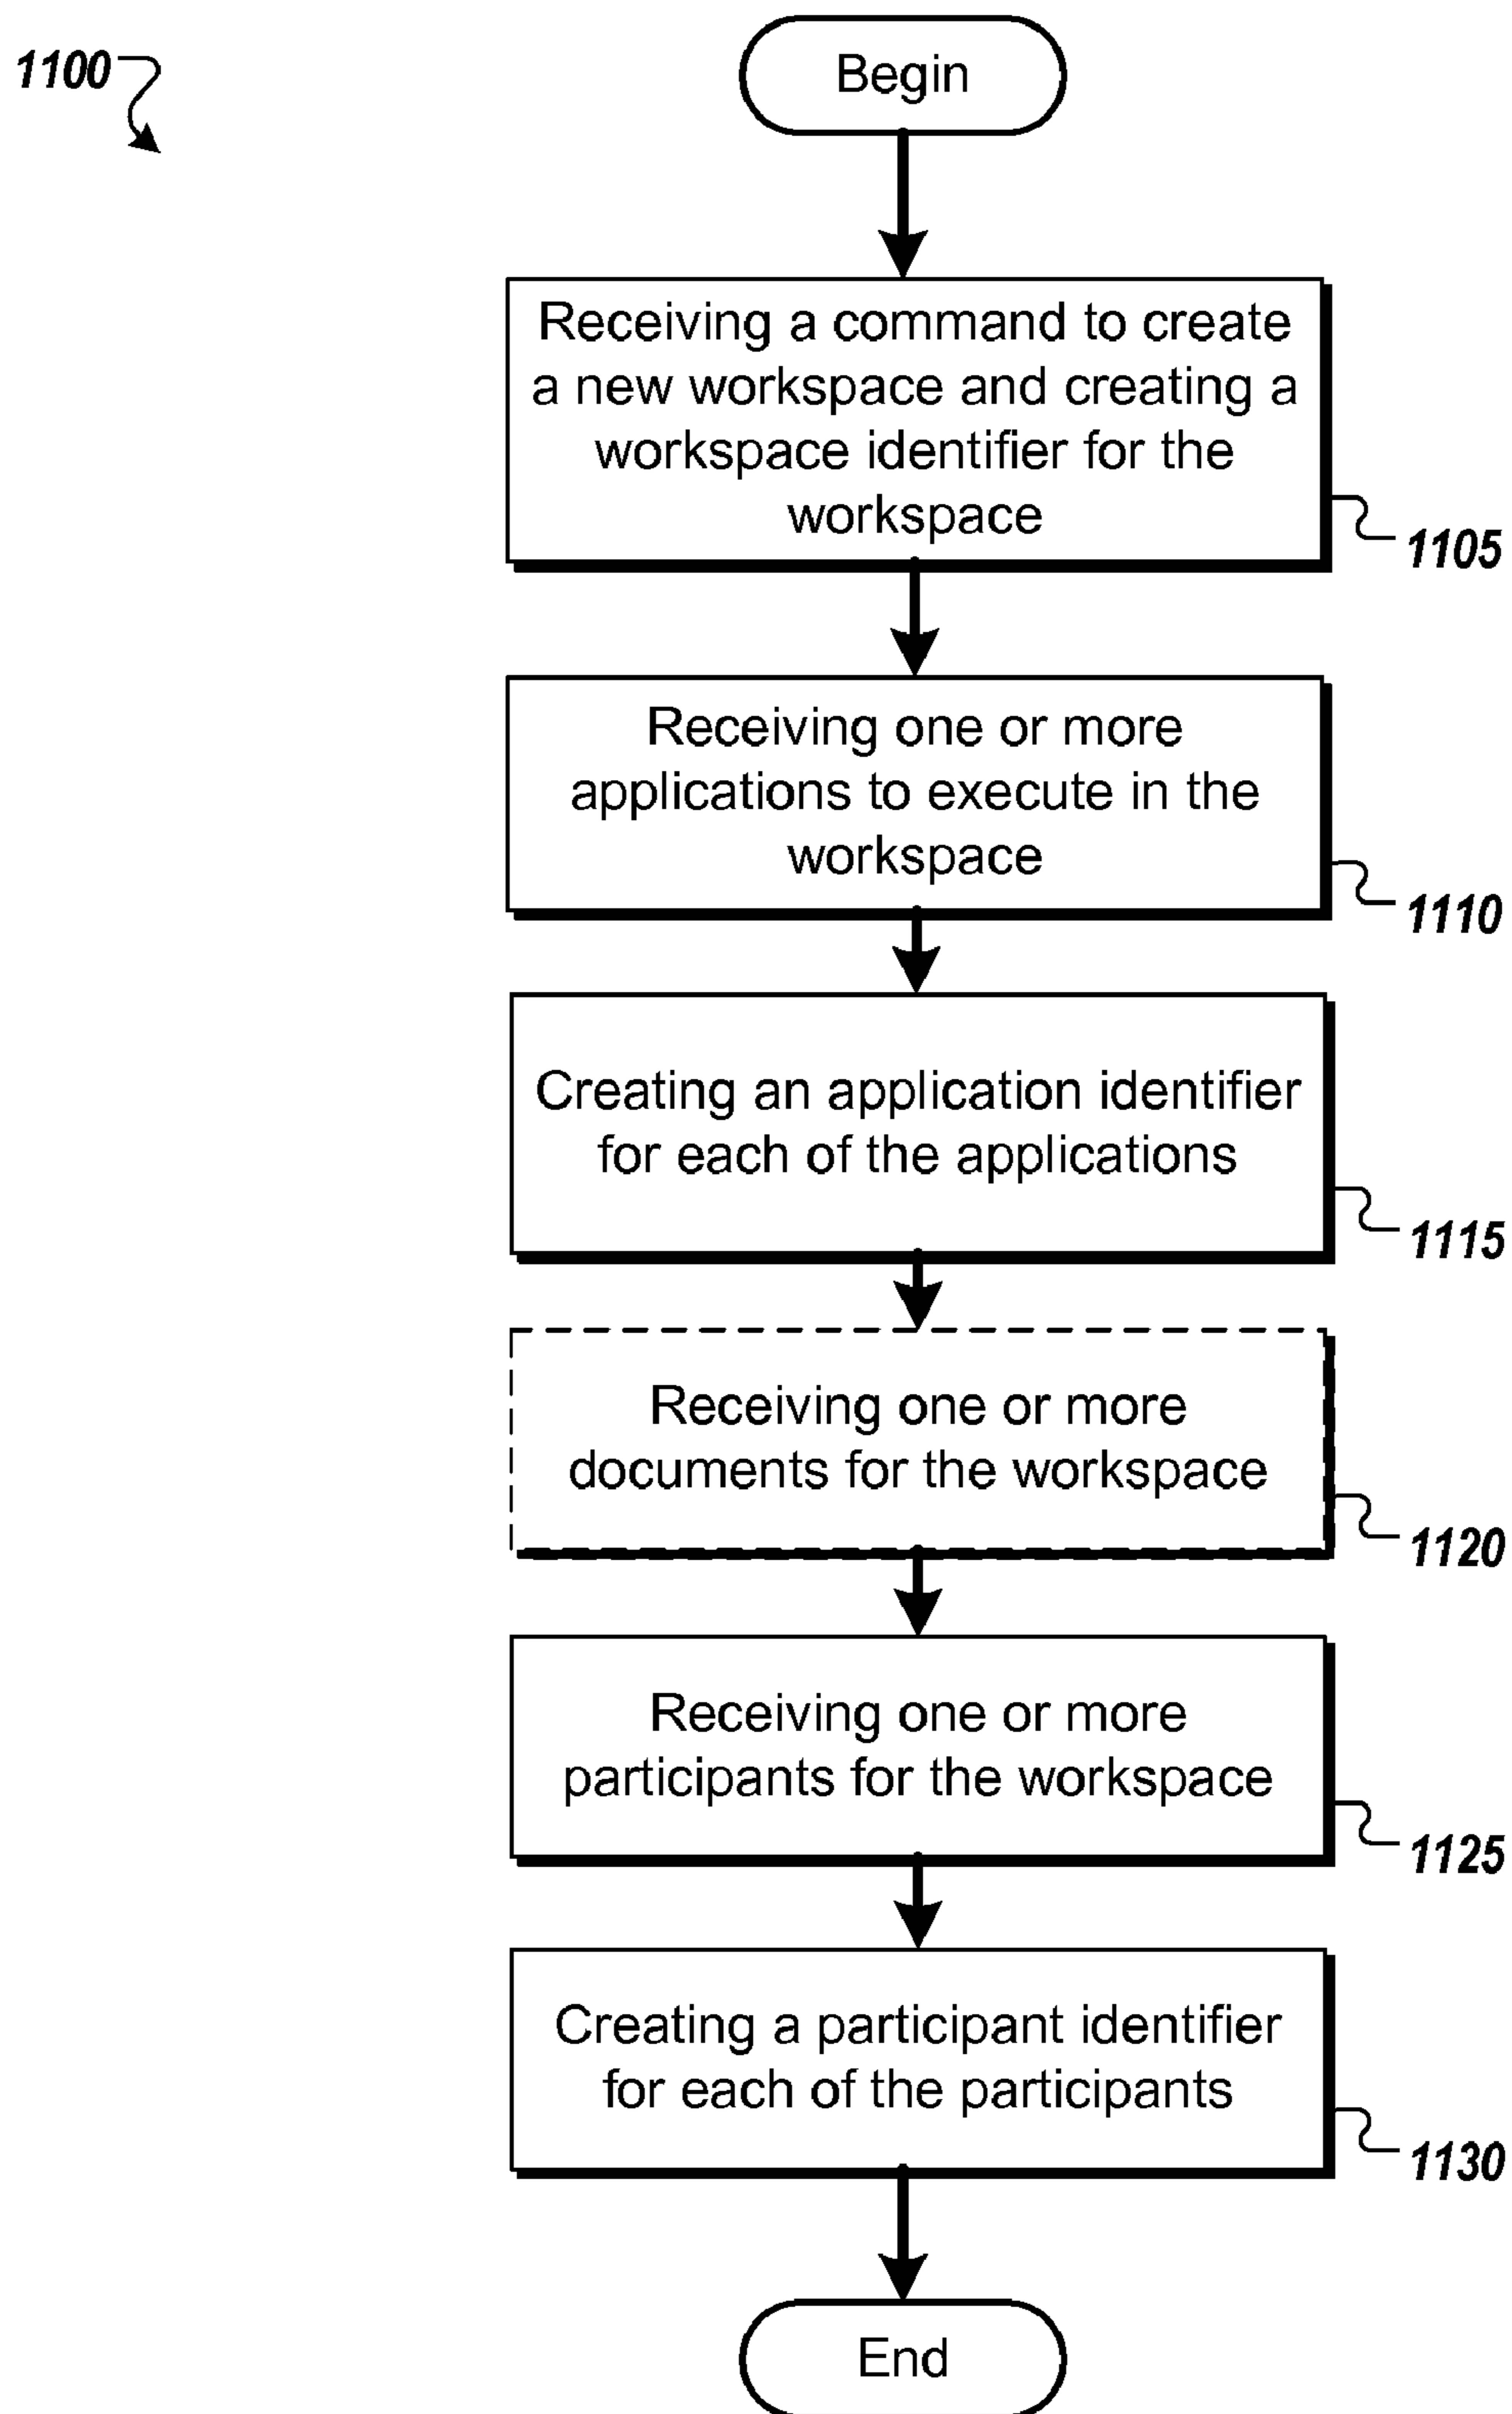 1100
Begin
Receiving a command to create
a new workspace and creating a
workspace identifier for the
workspace
1105
Receiving one or more
applications to execute in the
workspace
1110
Creating an application identifier
for each of the applications
1115
Receiving one or more
documents for the workspace
1120
Receiving one or more
participants for the workspace
1125
Creating a participant identifier
for each of the participants
1130
End